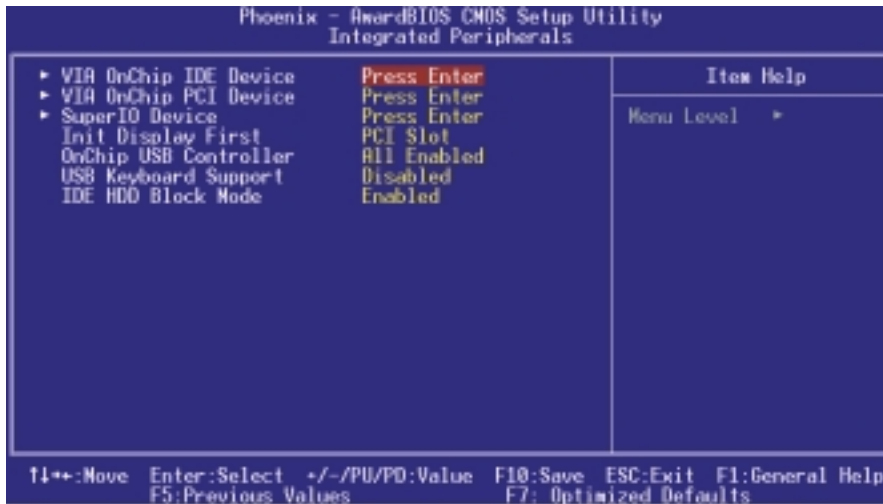 Phoenix - AwardBIOS CMOS Setup Utility
Integrated Peripherals
► VIA OnChip IDE Device Press Enter
► VIA OnChip PCI Device Press Enter
► SuperIO Device Press Enter
Init Display First PCI Slot
OnChip USB Controller All Enabled
USB Keyboard Support Disabled
IDE HDD Block Mode Enabled
Item Help
Menu Level ►
↑↓→←:Move Enter:Select +/-/PU/PD:Value F10:Save ESC:Exit F1:General Help
F5:Previous Values F7: Optimized Defaults